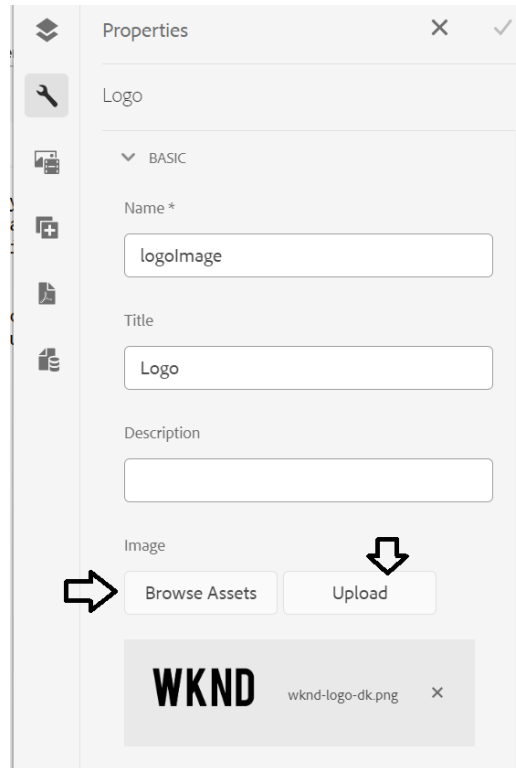 Properties
Logo
BASIC
Name *
logoImage
Title
Logo
Description
Image
Browse Assets Upload
WKND wknd-logo-dk.png